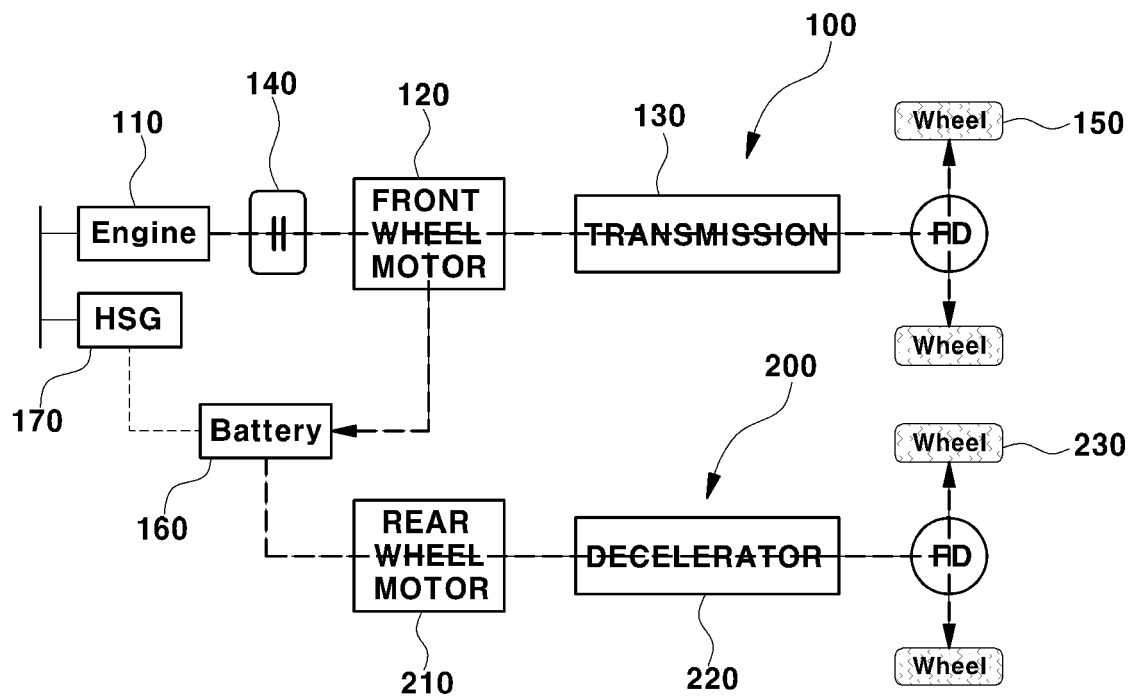 100
140
120
130
110
Wheel
150
Engine
FRONT
WHEEL
MOTOR
TRANSMISSION
FD
HSG
Wheel
170
200
Battery
Wheel
230
160
REAR
WHEEL
MOTOR
DECELERATOR
FD
210
220
Wheel